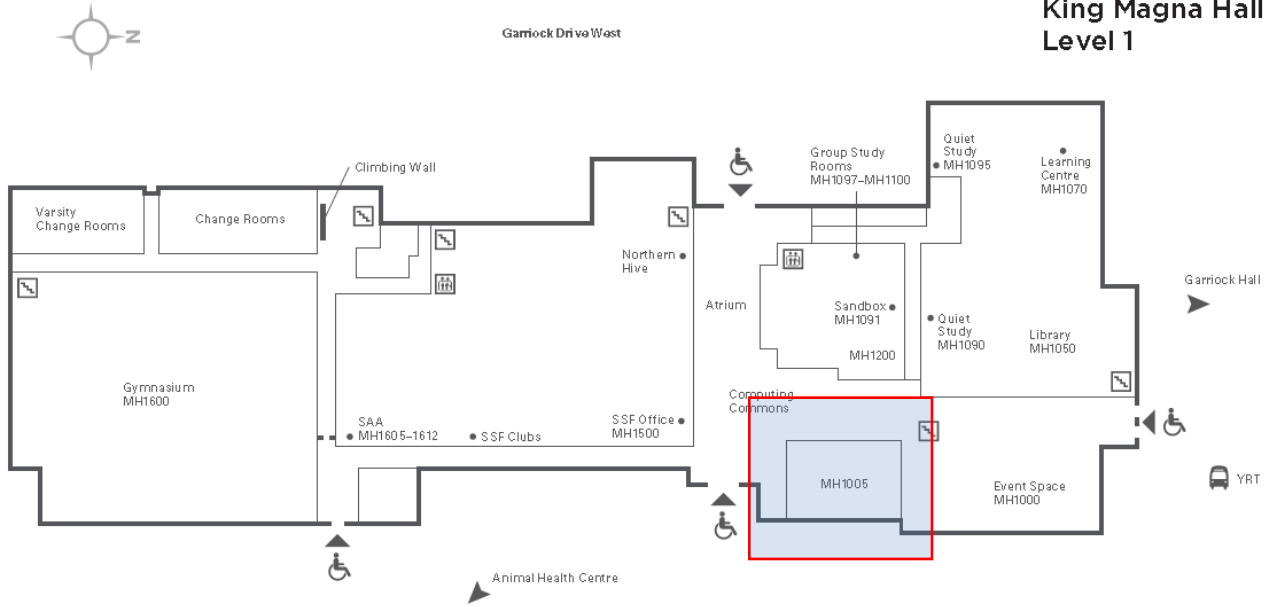 King Magna Hall
Level 1
N
Garriock Drive West
Climbing Wall
Varsity
Change Rooms
Change Rooms
Group Study
Rooms
MH1097–MH1100
Quiet
Study
MH1095
Learning
Centre
MH1070
Northern
Hive
Atrium
Sandbox
MH1091
MH1200
Quiet
Study
MH1090
Library
MH1050
Garriock Hall
Gymnasium
MH1600
Computing
Commons
SAA
MH1605–1612
SSF Clubs
SSF Office
MH1500
MH1005
Event Space
MH1000
YRT
Animal Health Centre